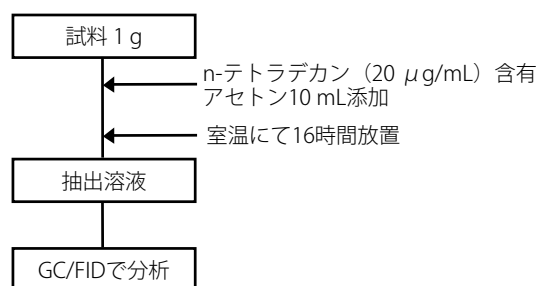 試料 1 g
n-テトラデカン（20 μg/mL）含有
アセトン10 mL添加
室温にて16時間放置
抽出溶液
GC/FIDで分析